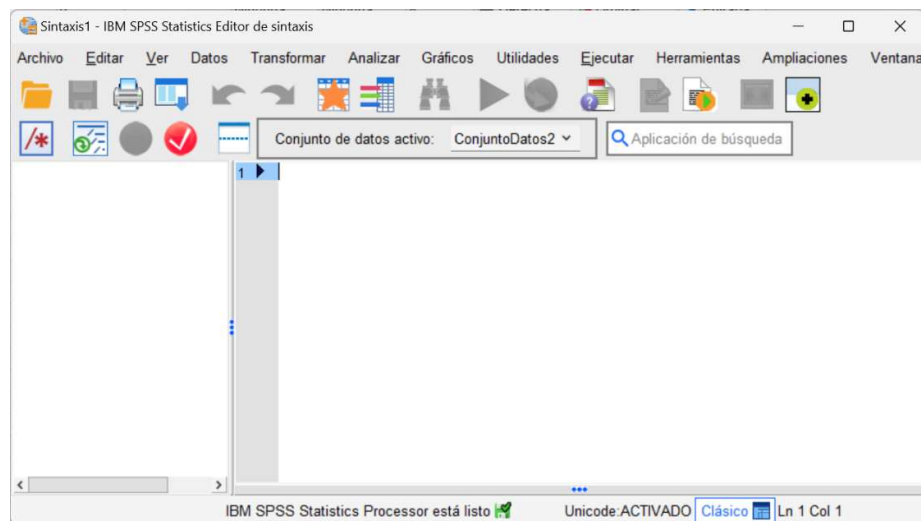 Sintaxis1 - IBM SPSS Statistics Editor de sintaxis
Archivo Editar Ver Datos Transformar Analizar Gráficos Utilidades Ejecutar Herramientas Ampliaciones Ventana
/* Conjunto de datos activo: ConjuntoDatos2 Aplicación de búsqueda
1
IBM SPSS Statistics Processor está listo Unicode:ACTIVADO Clásico Ln 1 Col 1